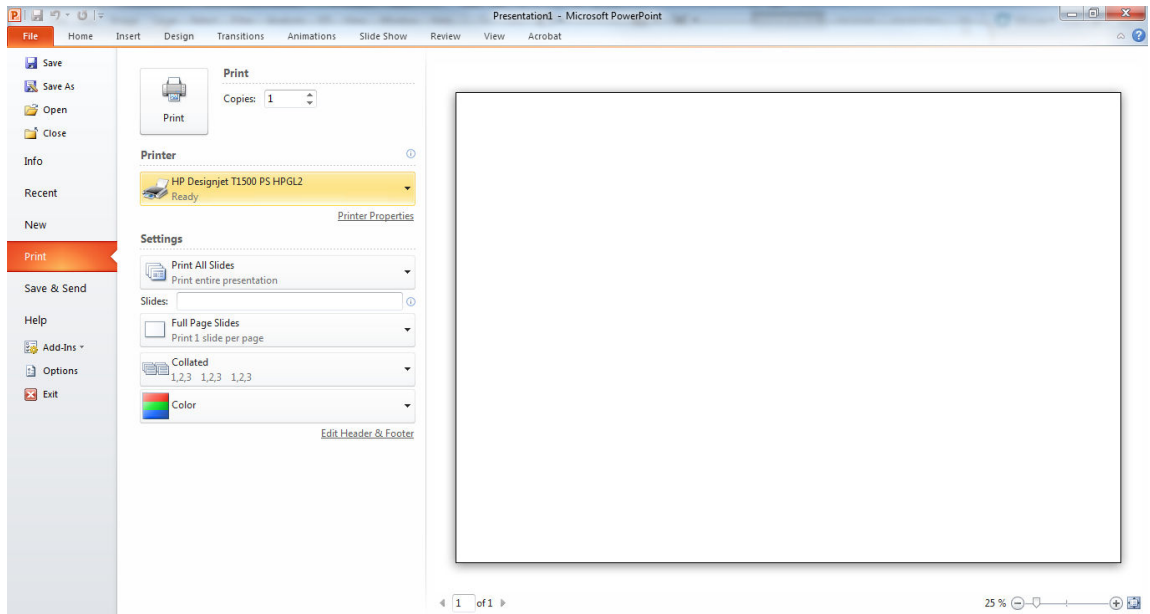 Presentation1 - Microsoft PowerPoint
File Home Insert Design Transitions Animations Slide Show Review View Acrobat
Save
Save As
Open
Close
Info
Recent
New
Print
Save & Send
Help
Add-Ins
Options
Exit
Print
Print
Copies: 1
Printer
HP Designjet T1500 PS HPGL2
Ready
Printer Properties
Settings
Print All Slides
Print entire presentation
Slides:
Full Page Slides
Print 1 slide per page
Collated
1,2,3 1,2,3 1,2,3
Color
Edit Header & Footer
1 of 1
25 %